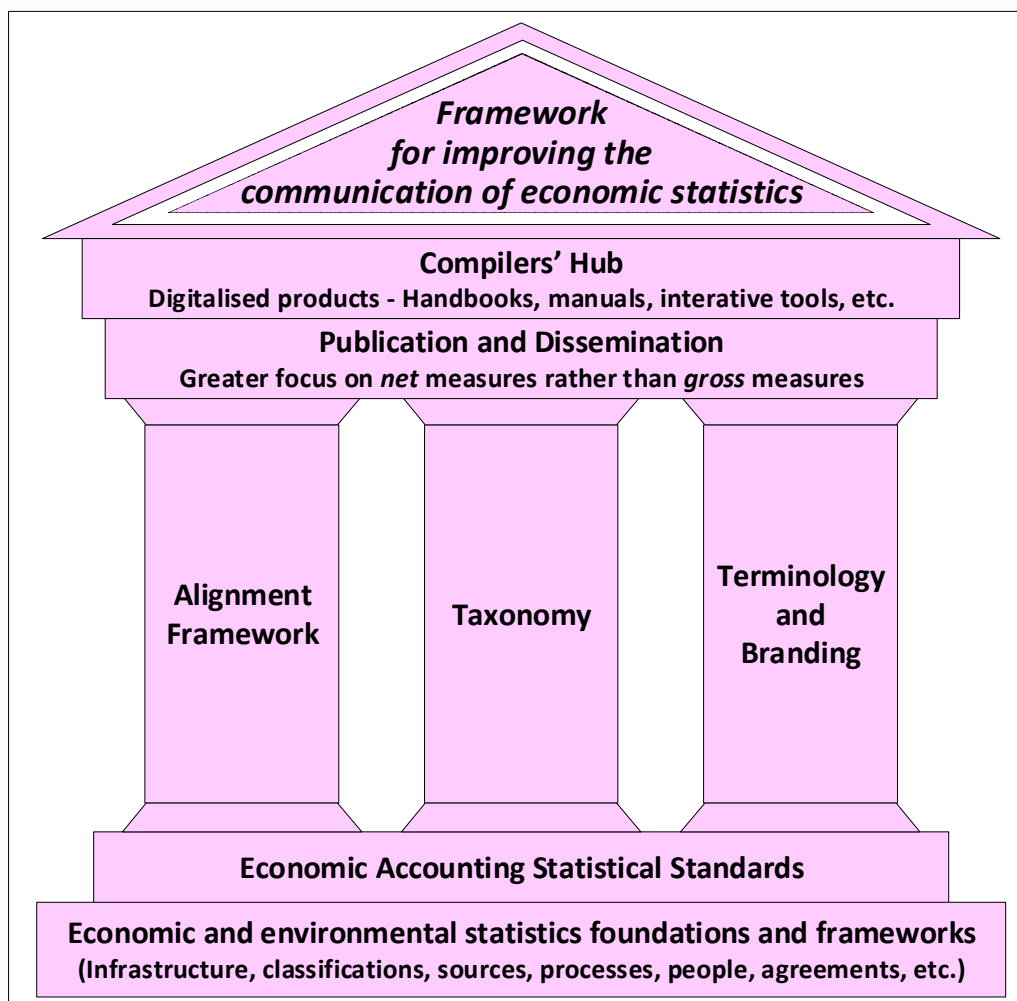 Framework
for improving the
communication of economic statistics
Compilers’ Hub
Digitalised products - Handbooks, manuals, interative tools, etc.
Publication and Dissemination
Greater focus on net measures rather than gross measures
Alignment
Framework
Taxonomy
Terminology
and
Branding
Economic Accounting Statistical Standards
Economic and environmental statistics foundations and frameworks
(Infrastructure, classifications, sources, processes, people, agreements, etc.)